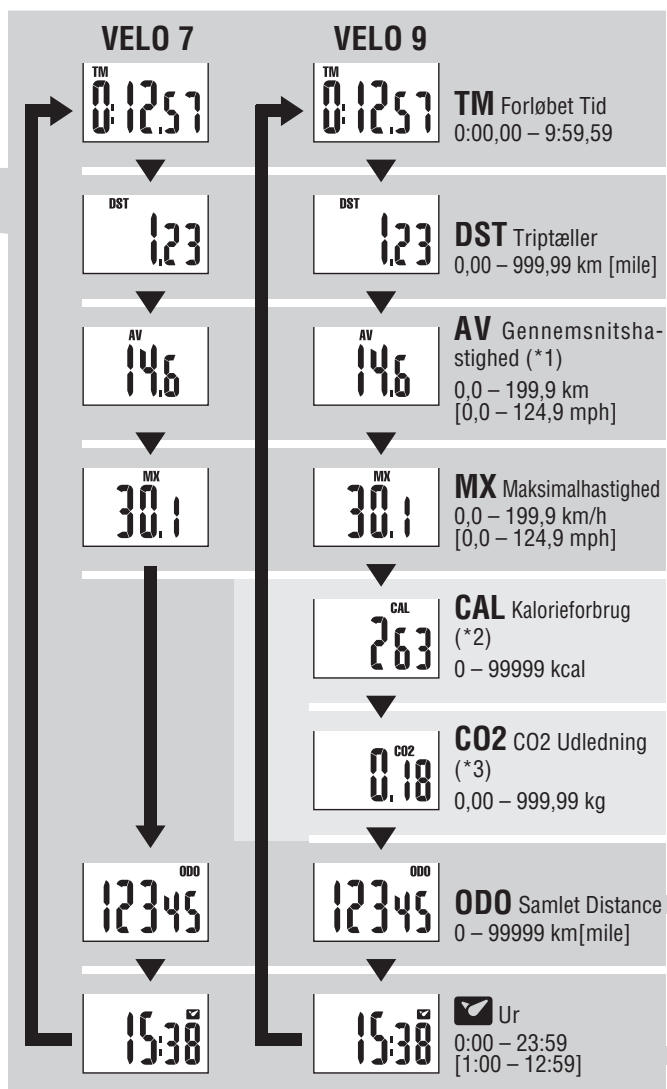 VELO 7 VELO 9
TM TM
0:12,57 0:12,57
TM Forløbet Tid
0:00,00 – 9:59,59
DST DST
1,23 1,23
DST Triptæller
0,00 – 999,99 km [mile]
AV AV
14,6 14,6
AV Gennemsnitsha-
stighed (*1)
0,0 – 199,9 km
[0,0 – 124,9 mph]
MX MX
30,1 30,1
MX Maksimalhastighed
0,0 – 199,9 km/h
[0,0 – 124,9 mph]
CAL
263
CAL Kalorieforbrug
(*2)
0 – 99999 kcal
CO2
0,18
CO2 CO2 Udledning
(*3)
0,00 – 999,99 kg
ODO ODO
12345 12345
ODO Samlet Distance
0 – 99999 km[mile]
15:38 15:38
Ur
0:00 – 23:59
[1:00 – 12:59]